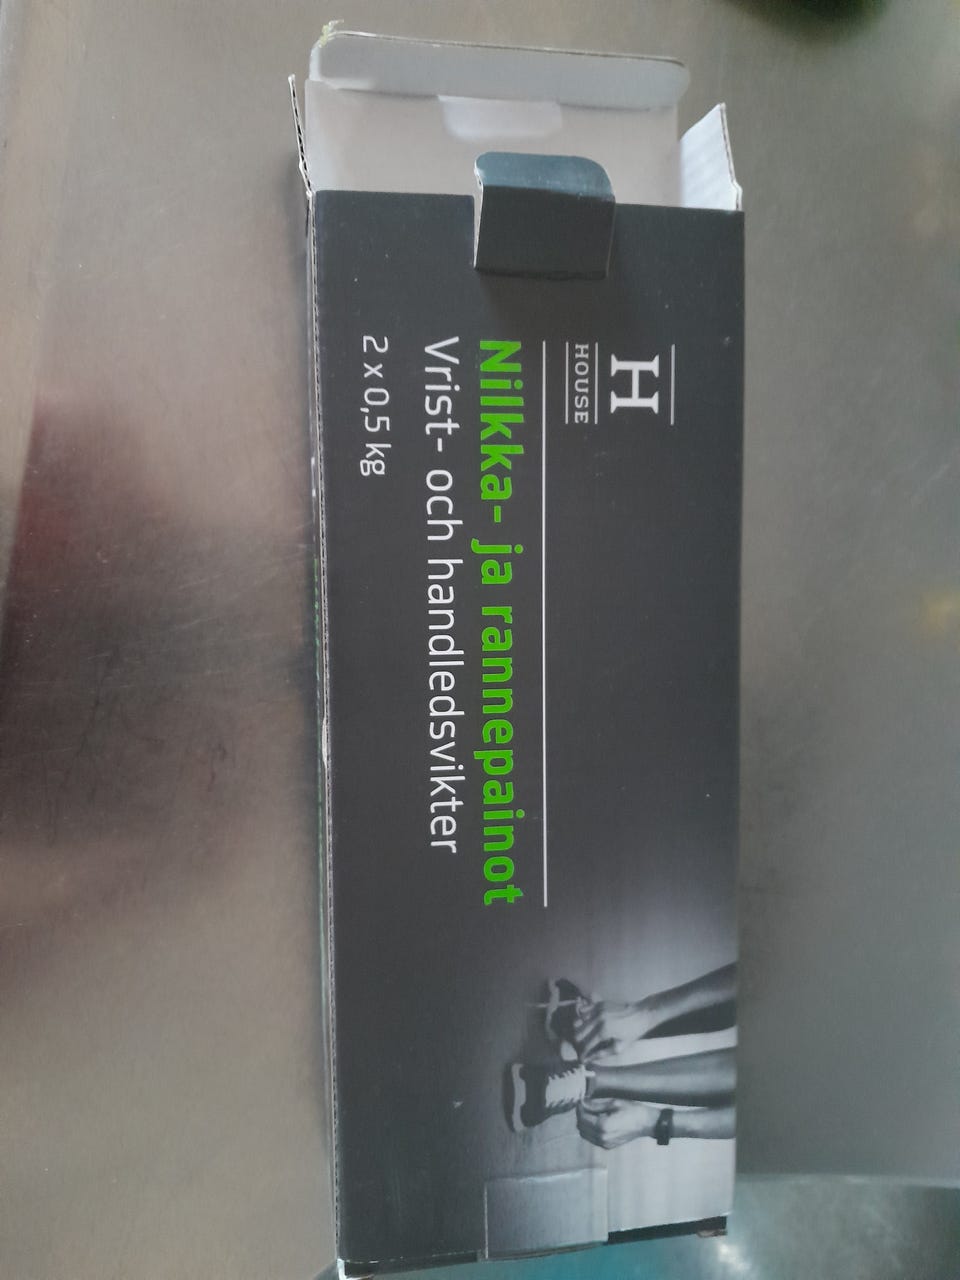 H
HOUSE
Nilkka- ja rannepainot
Vrist- och handledsvikter
2 x 0,5 kg